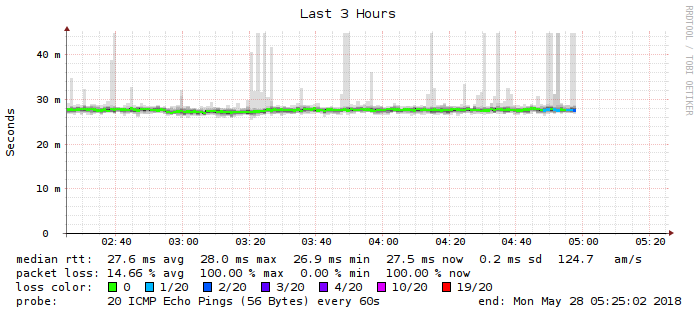 Last 3 Hours
RRDTOOL / TOBI OETIKER
Seconds
40 m
30 m
20 m
10 m
0
02:40 03:00 03:20 03:40 04:00 04:20 04:40 05:00 05:20
median rtt: 27.6 ms avg 28.0 ms max 26.9 ms min 27.5 ms now 0.2 ms sd 124.7 am/s
packet loss: 14.66 % avg 100.00 % max 0.00 % min 100.00 % now
loss color: 0 1/20 2/20 3/20 4/20 10/20 19/20
probe: 20 ICMP Echo Pings (56 Bytes) every 60s end: Mon May 28 05:25:02 2018